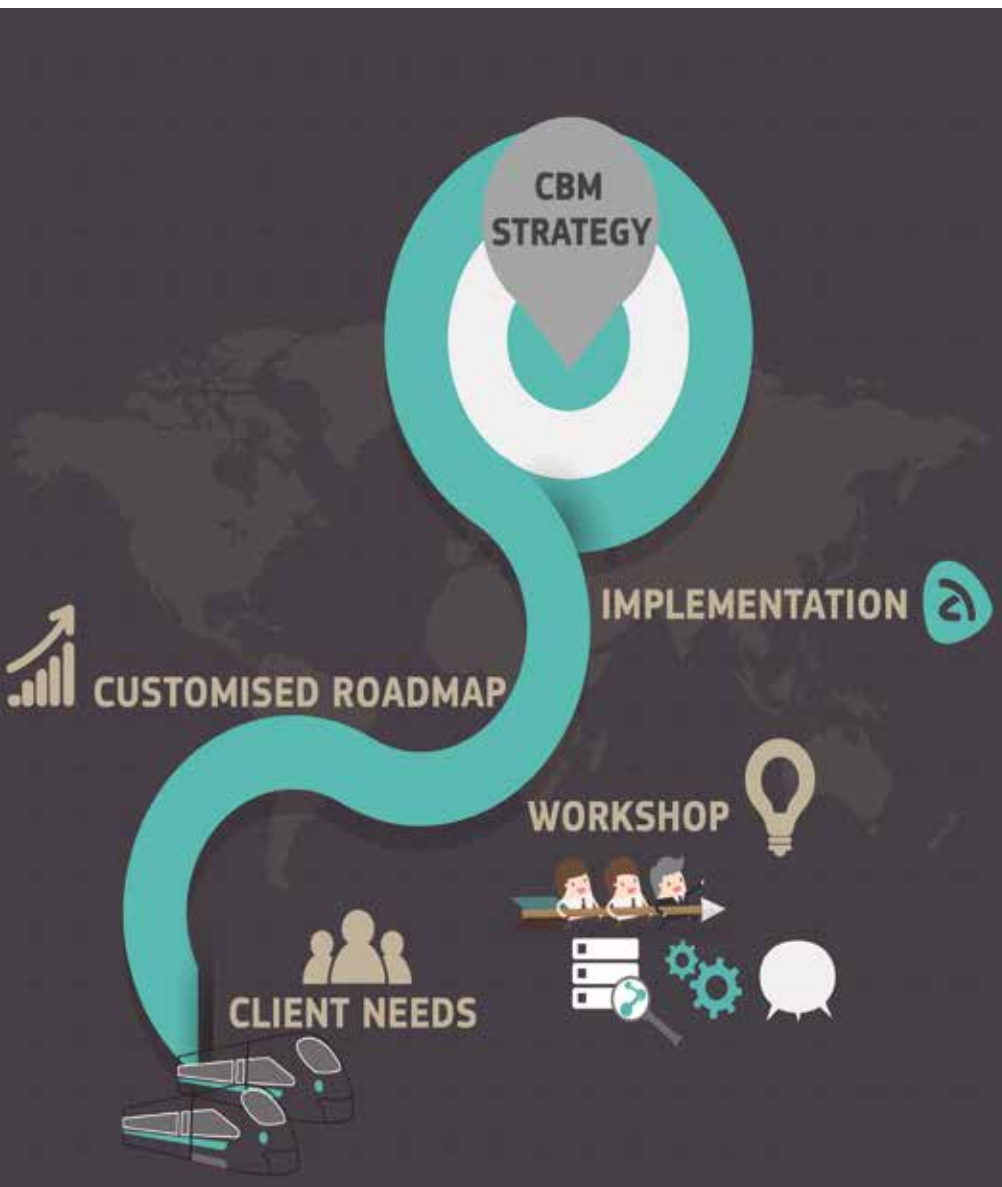 CBM
STRATEGY
IMPLEMENTATION
CUSTOMISED ROADMAP
WORKSHOP
CLIENT NEEDS